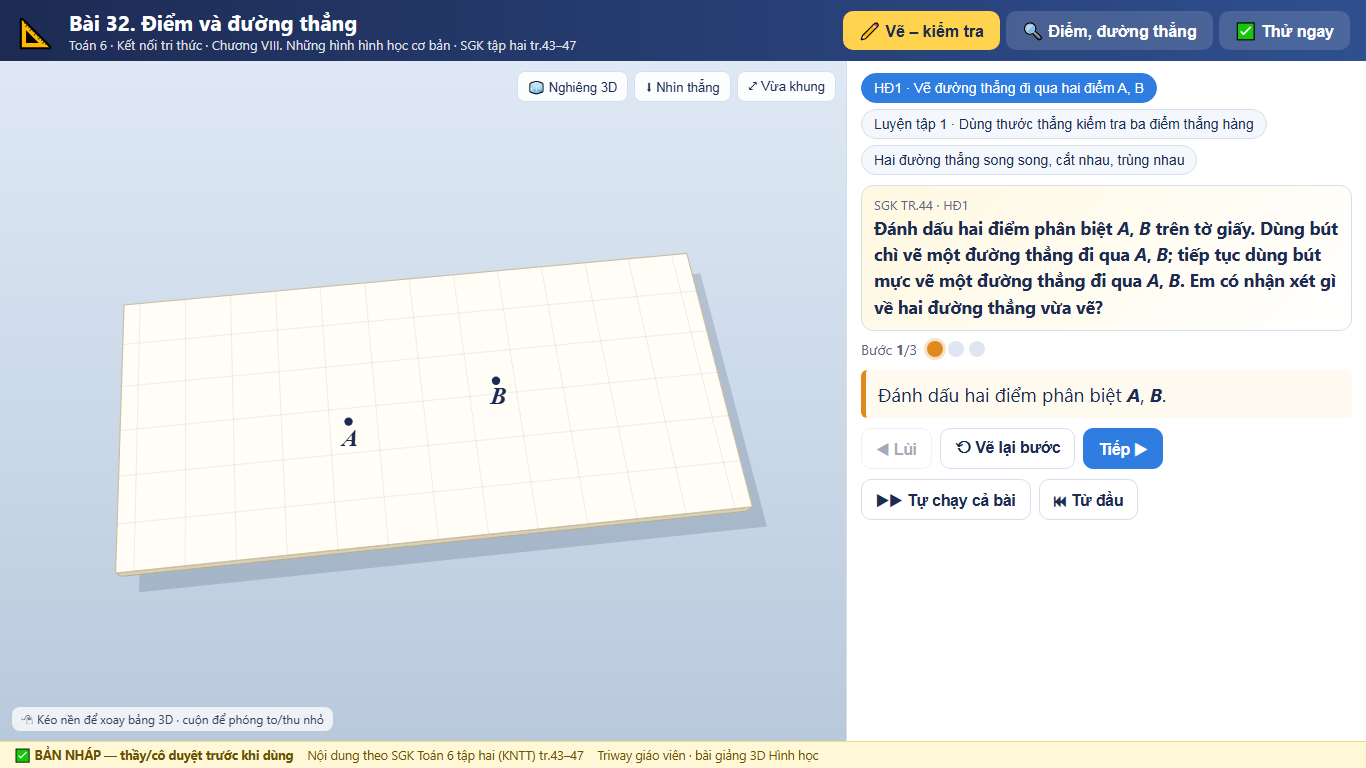 Bài 32. Điểm và đường thẳng
Toán 6 · Kết nối tri thức · Chương VIII. Những hình hình học cơ bản · SGK tập hai tr.43–47
Vẽ – kiểm tra
Điểm, đường thẳng
Thử ngay
Nghiêng 3D
⬇ Nhìn thẳng
⤢ Vừa khung
A
B
Kéo nền để xoay bảng 3D · cuộn để phóng to/thu nhỏ
HĐ1 · Vẽ đường thẳng đi qua hai điểm A, B
Luyện tập 1 · Dùng thước thẳng kiểm tra ba điểm thẳng hàng
Hai đường thẳng song song, cắt nhau, trùng nhau
SGK TR.44 · HĐ1
Đánh dấu hai điểm phân biệt A, B trên tờ giấy. Dùng bút
chì vẽ một đường thẳng đi qua A, B; tiếp tục dùng bút
mực vẽ một đường thẳng đi qua A, B. Em có nhận xét gì
về hai đường thẳng vừa vẽ?
Bước 1/3
Đánh dấu hai điểm phân biệt A, B.
◀ Lùi
⟲ Vẽ lại bước
Tiếp ▶
▶▶ Tự chạy cả bài
⏮ Từ đầu
✅ BẢN NHÁP — thầy/cô duyệt trước khi dùng
Nội dung theo SGK Toán 6 tập hai (KNTT) tr.43–47
Triway giáo viên · bài giảng 3D Hình học